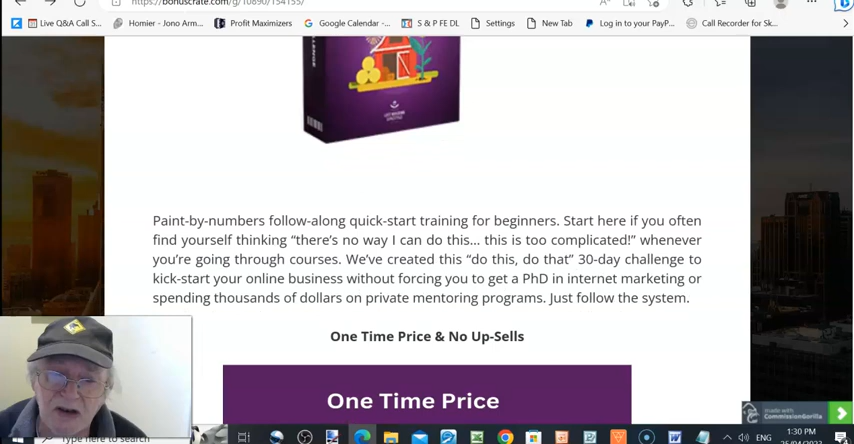 https://bonuscrate.com/g/10890/154155/
Live Q&A Call S...
Homier - Jono Arm...
Profit Maximizers
Google Calendar -...
S & P FE DL
Settings
New Tab
Log in to your PayP...
Call Recorder for Sk...
Paint-by-numbers follow-along quick-start training for beginners. Start here if you often
find yourself thinking “there’s no way I can do this... this is too complicated!” whenever
you’re going through courses. We’ve created this “do this, do that” 30-day challenge to
kick-start your online business without forcing you to get a PhD in internet marketing or
spending thousands of dollars on private mentoring programs. Just follow the system.
One Time Price & No Up-Sells
One Time Price
made with
CommissionGorilla
Type here to search
ENG
1:30 PM
25/04/2023